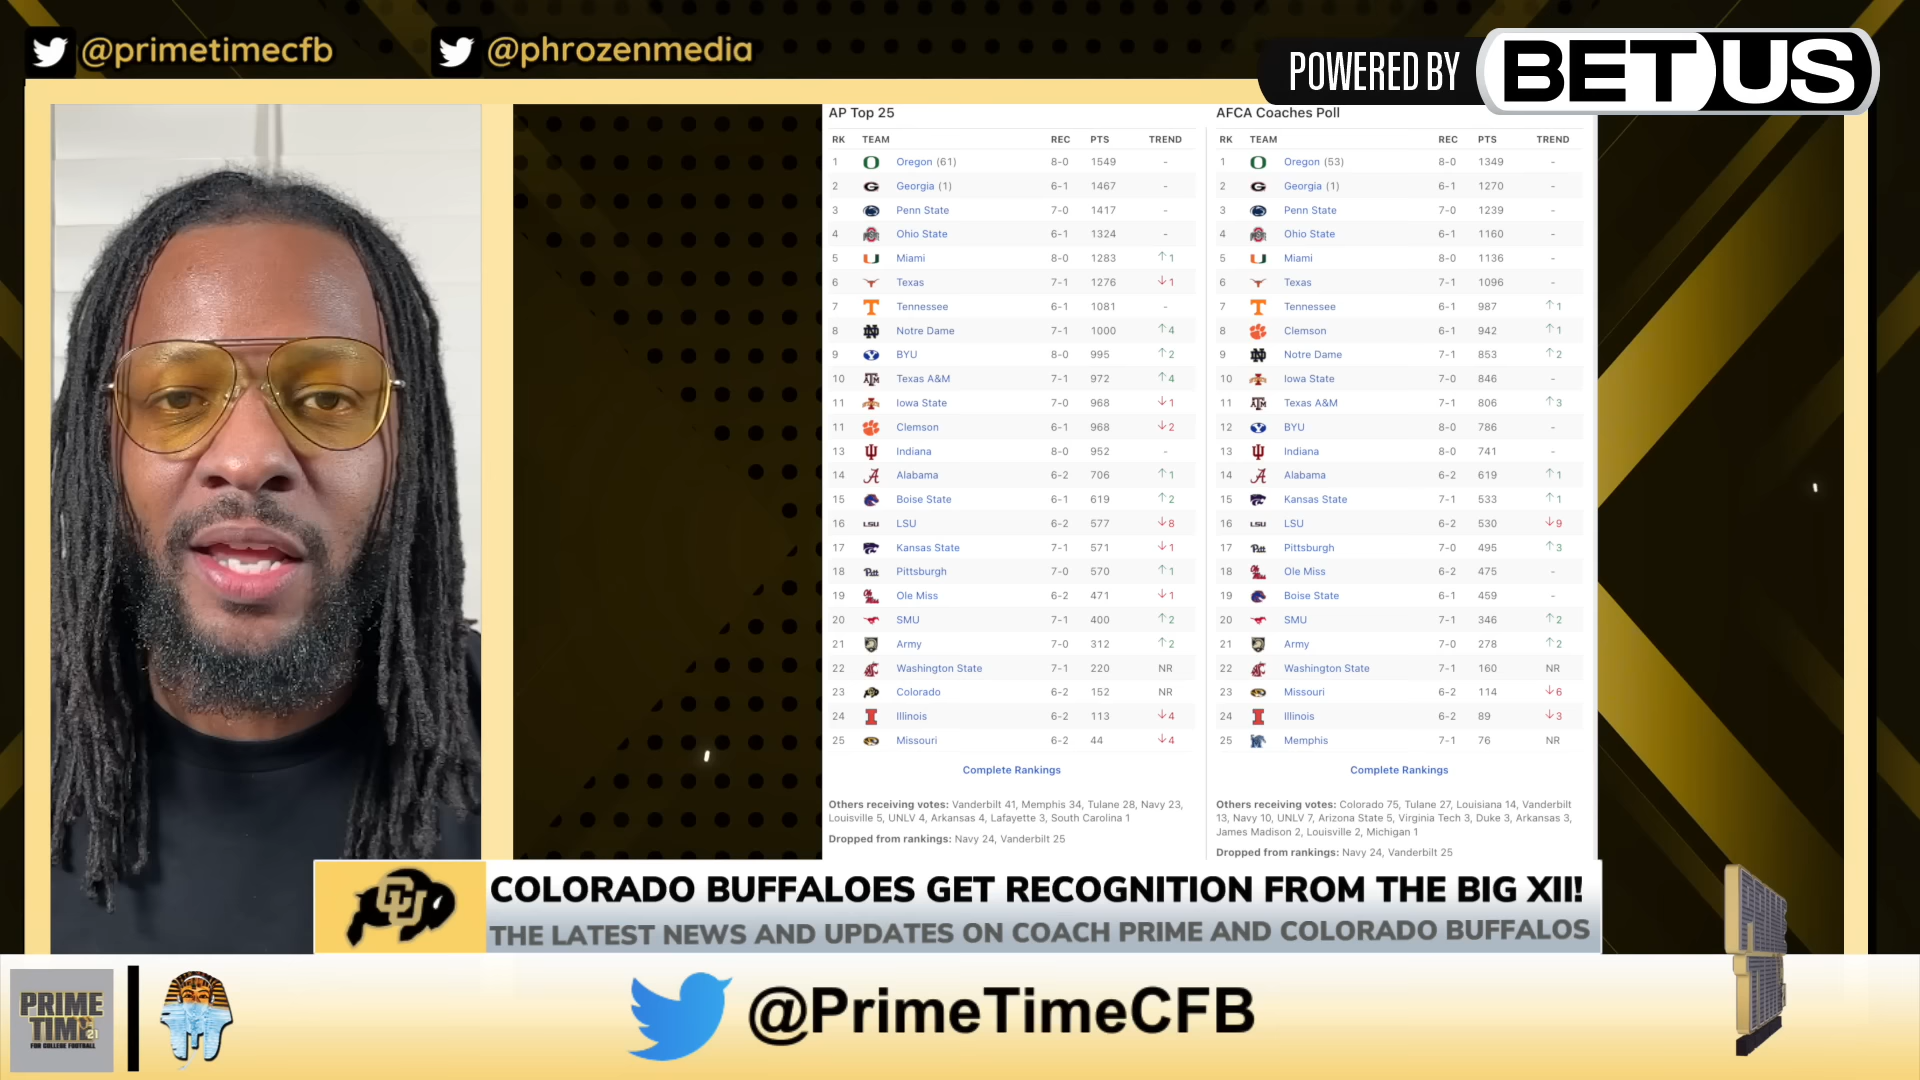 @primetimecfb
@phrozenmedia
POWERED BY BETUS
AP Top 25
RK TEAM REC PTS TREND
1 Oregon (61) 8-0 1549 -
2 Georgia (1) 6-1 1467 -
3 Penn State 7-0 1417 -
4 Ohio State 6-1 1324 -
5 Miami 8-0 1283 ↑1
6 Texas 7-1 1276 ↓1
7 Tennessee 6-1 1081 -
8 Notre Dame 7-1 1000 ↑4
9 BYU 8-0 995 ↑2
10 Texas A&M 7-1 972 ↑4
11 Iowa State 7-0 968 ↓1
11 Clemson 6-1 968 ↓2
13 Indiana 8-0 952 -
14 Alabama 6-2 706 ↑1
15 Boise State 6-1 619 ↑2
16 LSU LSU 6-2 577 ↓8
17 Kansas State 7-1 571 ↓1
18 Pitt Pittsburgh 7-0 570 ↑1
19 Ole Miss Ole Miss 6-2 471 ↓1
20 SMU 7-1 400 ↑2
21 Army 7-0 312 ↑2
22 Washington State 7-1 220 NR
23 Colorado 6-2 152 NR
24 Illinois 6-2 113 ↓4
25 Missouri 6-2 44 ↓4
Complete Rankings
Others receiving votes: Vanderbilt 41, Memphis 34, Tulane 28, Navy 23,
Louisville 5, UNLV 4, Arkansas 4, Lafayette 3, South Carolina 1
Dropped from rankings: Navy 24, Vanderbilt 25
AFCA Coaches Poll
RK TEAM REC PTS TREND
1 Oregon (53) 8-0 1349 -
2 Georgia (1) 6-1 1270 -
3 Penn State 7-0 1239 -
4 Ohio State 6-1 1160 -
5 Miami 8-0 1136 -
6 Texas 7-1 1096 -
7 Tennessee 6-1 987 ↑1
8 Clemson 6-1 942 ↑1
9 Notre Dame 7-1 853 ↑2
10 Iowa State 7-0 846 -
11 Texas A&M 7-1 806 ↑3
12 BYU 8-0 786 -
13 Indiana 8-0 741 -
14 Alabama 6-2 619 ↑1
15 Kansas State 7-1 533 ↑1
16 LSU LSU 6-2 530 ↓9
17 Pitt Pittsburgh 7-0 495 ↑3
18 Ole Miss Ole Miss 6-2 475 -
19 Boise State 6-1 459 -
20 SMU 7-1 346 ↑2
21 Army 7-0 278 ↑2
22 Washington State 7-1 160 NR
23 Missouri 6-2 114 ↓6
24 Illinois 6-2 89 ↓3
25 Memphis 7-1 76 NR
Complete Rankings
Others receiving votes: Colorado 75, Tulane 27, Louisiana 14, Vanderbilt
13, Navy 10, UNLV 7, Arizona State 5, Virginia Tech 3, Duke 3, Arkansas 3,
James Madison 2, Louisville 2, Michigan 1
Dropped from rankings: Navy 24, Vanderbilt 25
CU
COLORADO BUFFALOES GET RECOGNITION FROM THE BIG XII!
THE LATEST NEWS AND UPDATES ON COACH PRIME AND COLORADO BUFFALOS
PRIME
TIME 21
FOR COLLEGE FOOTBALL
@PrimeTimeCFB